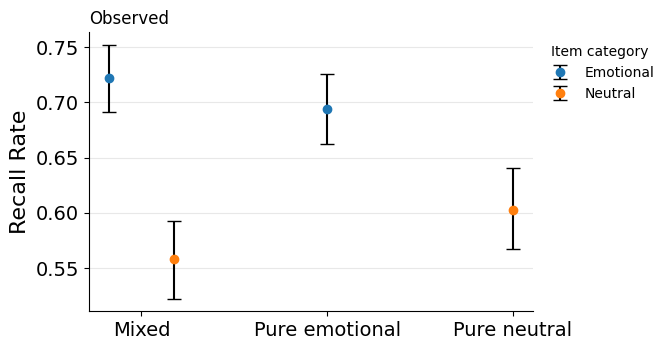 Observed
Recall Rate
0.75
0.70
0.65
0.60
0.55
Mixed
Pure emotional
Pure neutral
Item category
Emotional
Neutral